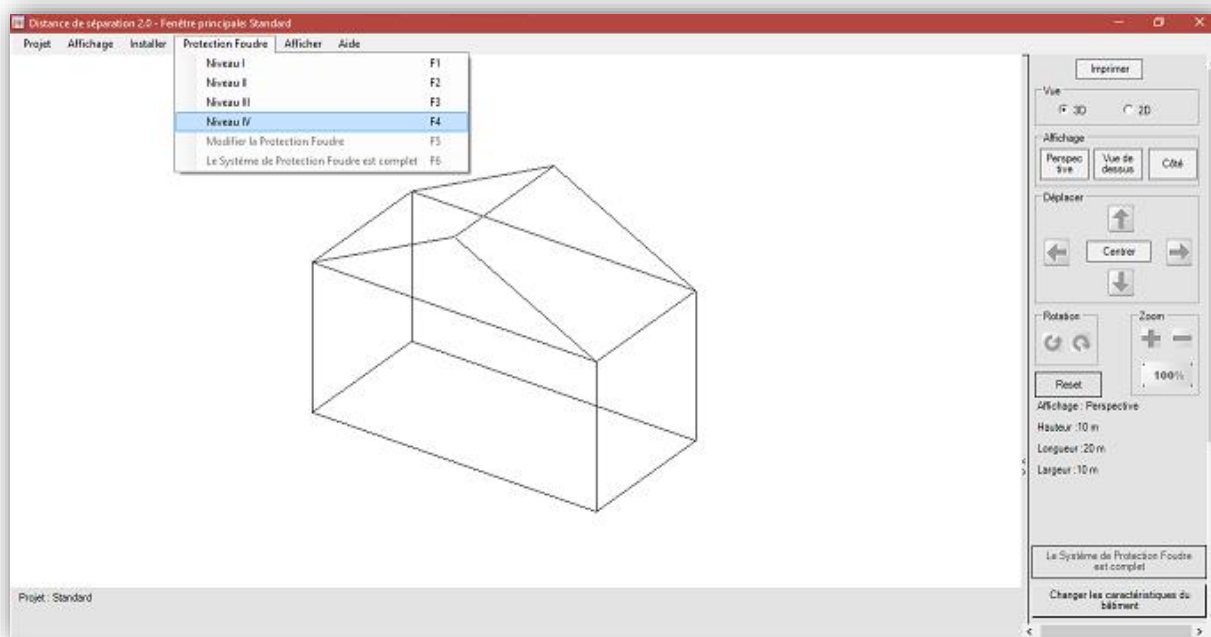 Distance de séparation 2.0 - Fenêtre principale: Standard
Projet Affichage Installer Protection Foudre Afficher Aide
Niveau I F1
Niveau II F2
Niveau III F3
Niveau IV F4
Modifier la Protection Foudre F5
Le Système de Protection Foudre est complet F6
Imprimer
Vue
3D 2D
Affichage
Perspec
tive
Vue de
dessus
Côté
Déplacer
Centrer
Rotation
Zoom
100%
Reset
Affichage : Perspective
Hauteur :10 m
Longueur :20 m
Largeur :10 m
Le Système de Protection Foudre
est complet
Changer les caractéristiques du
bâtiment
Projet : Standard